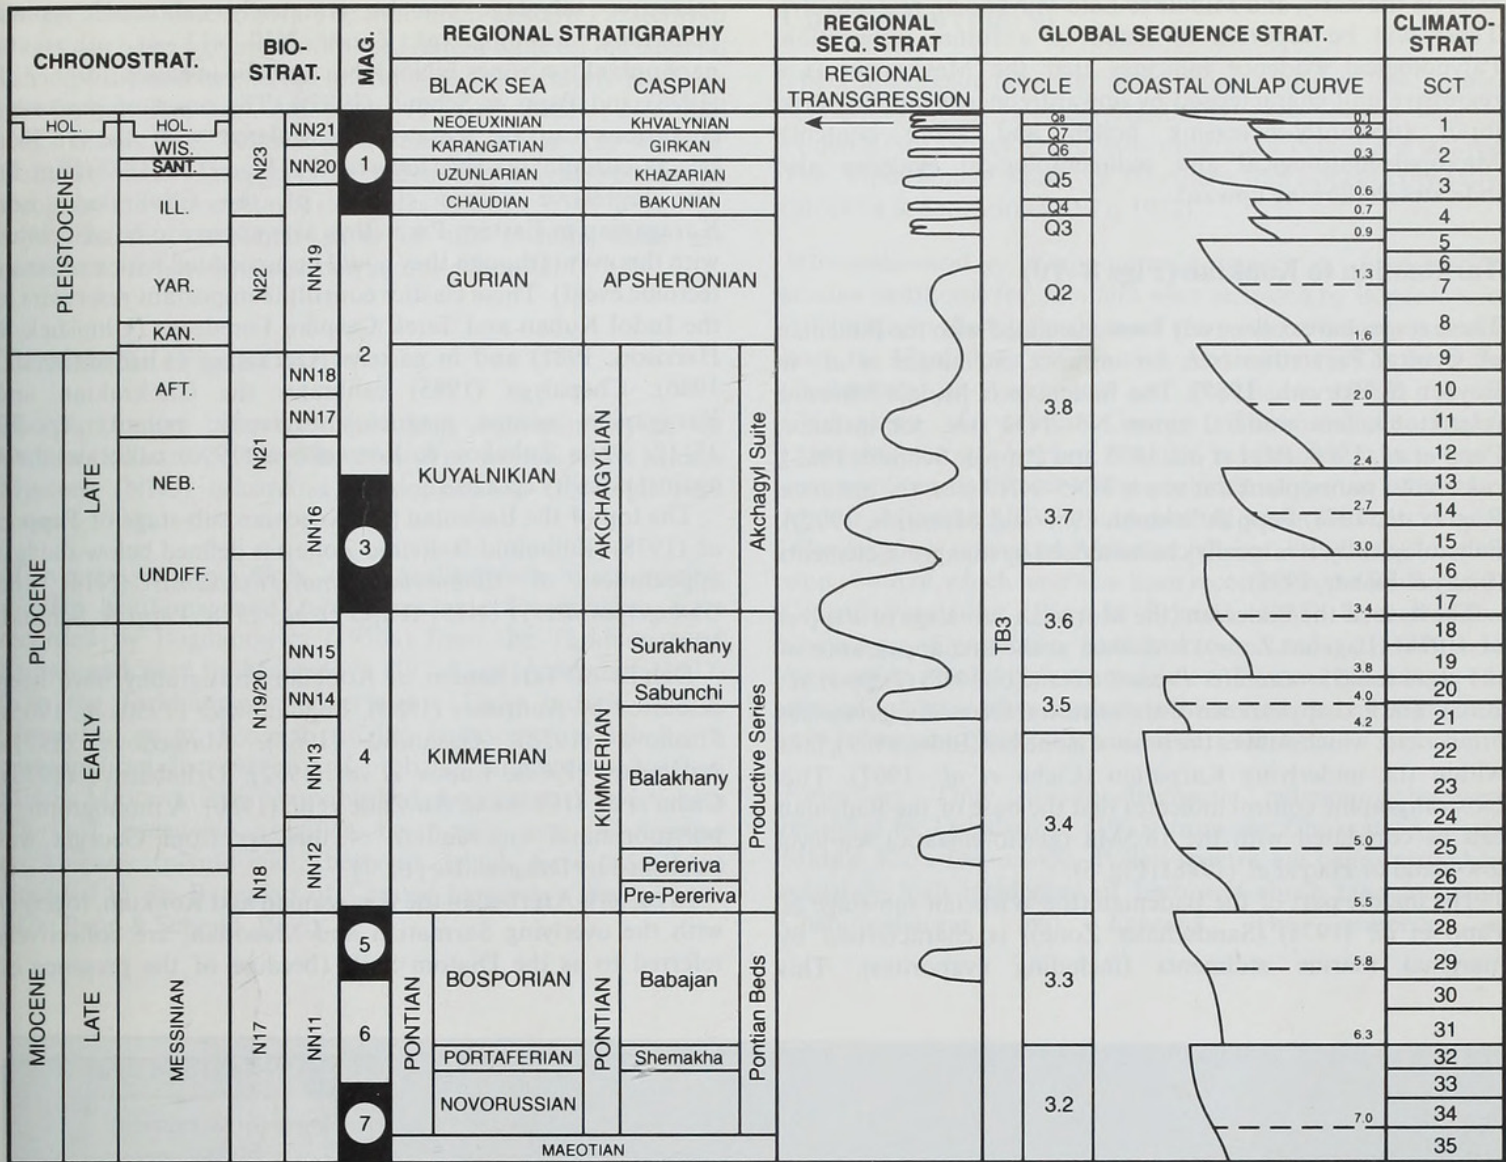 CHRONOSTRAT.
BIO-
STRAT.
MAG.
REGIONAL STRATIGRAPHY
BLACK SEA
CASPIAN
REGIONAL
SEQ. STRAT
REGIONAL
TRANSGRESSION
GLOBAL SEQUENCE STRAT.
CYCLE
COASTAL ONLAP CURVE
CLIMATO-
STRAT
SCT
HOL.
PLEISTOCENE
PLIOCENE
LATE
EARLY
MIOCENE
LATE
HOL.
WIS.
SANT.
ILL.
YAR.
KAN.
AFT.
NEB.
UNDIFF.
MESSINIAN
N23
N22
N21
N19/20
N18
N17
NN21
NN20
NN19
NN18
NN17
NN16
NN15
NN14
NN13
NN12
NN11
1
2
3
4
5
6
7
NEOEUXINIAN
KARANGATIAN
UZUNLARIAN
CHAUDIAN
GURIAN
KUYALNIKIAN
KIMMERIAN
PONTIAN
BOSPORIAN
PORTAFERIAN
NOVORUSSIAN
MAEOTIAN
KHVALYNIAN
GIRKAN
KHAZARIAN
BAKUNIAN
APSHERONIAN
AKKHAGYLIAN
KIMMERIAN
PONTIAN
Surakhany
Sabunchi
Balakhany
Pereriva
Pre-Pereriva
Babajan
Shemakha
Akchagyl Suite
Productive Series
Pontian Beds
TB3
Q8
Q7
Q6
Q5
Q4
Q3
Q2
3.8
3.7
3.6
3.5
3.4
3.3
3.2
0.1
0.2
0.3
0.6
0.7
0.9
1.3
1.6
2.0
2.4
2.7
3.0
3.4
3.8
4.0
4.2
5.0
5.5
5.8
6.3
7.0
1
2
3
4
5
6
7
8
9
10
11
12
13
14
15
16
17
18
19
20
21
22
23
24
25
26
27
28
29
30
31
32
33
34
35